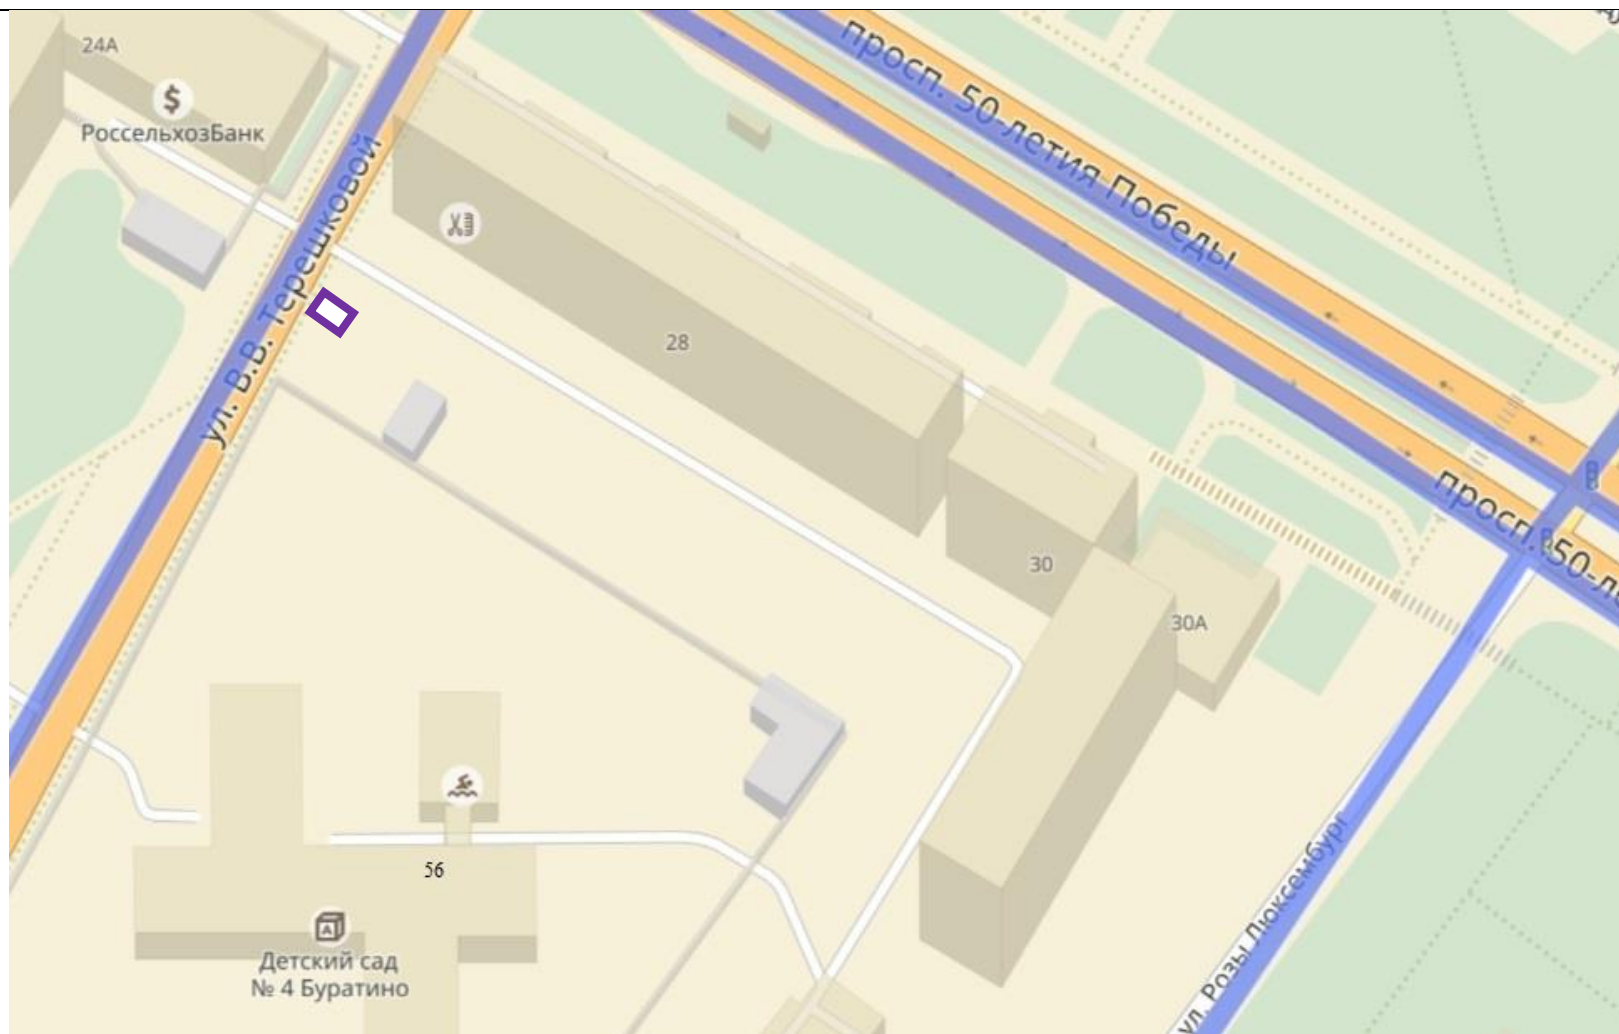 24А
РоссельхозБанк
просп. 50-летия Победы
ул. В.В. Терешковой
28
30
30А
просп. 50-ле
56
Детский сад
№ 4 Буратино
ул. Розы Люксембург